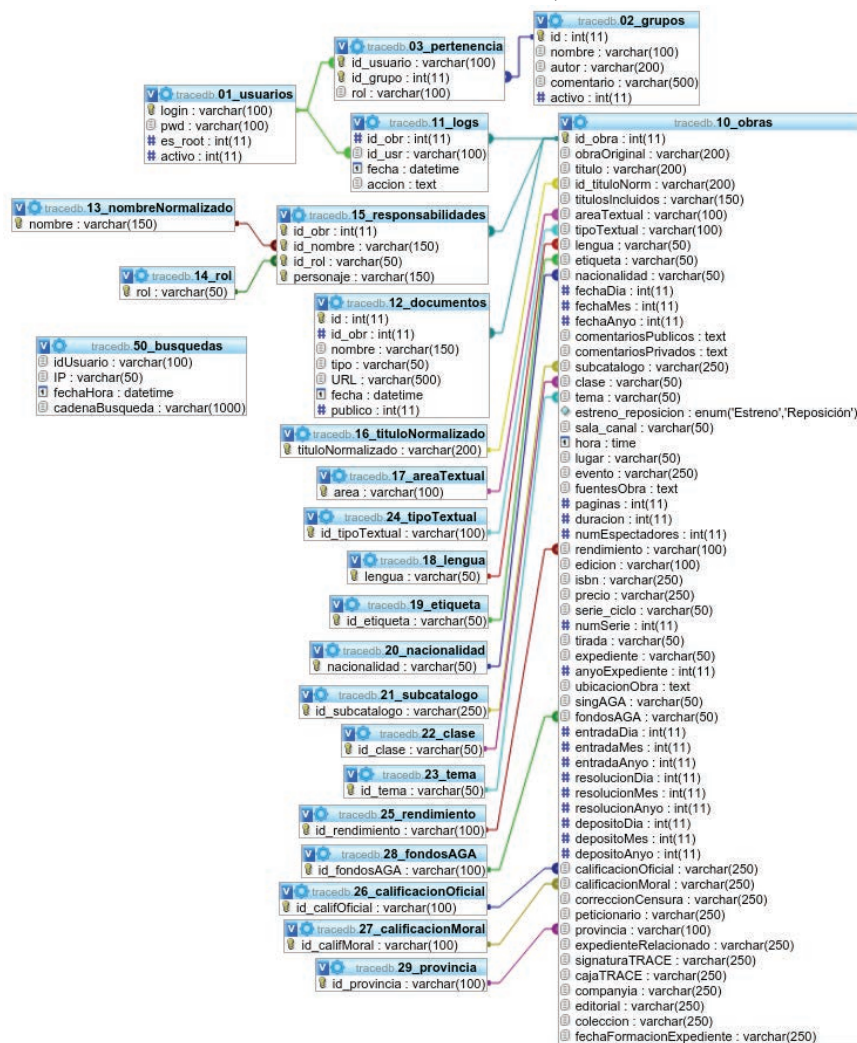 tracedb.02_grupos
id : int(11)
nombre : varchar(100)
autor : varchar(200)
comentario : varchar(500)
activo : int(11)
tracedb.03_pertenencia
id_usuario : varchar(100)
id_grupo : int(11)
rol : varchar(100)
tracedb.01_usuarios
login : varchar(100)
pwd : varchar(100)
es_root : int(11)
activo : int(11)
tracedb.11_logs
id_obr : int(11)
id_usr : varchar(100)
fecha : datetime
accion : text
tracedb.13_nombreNormalizado
nombre : varchar(150)
tracedb.15_responsabilidades
id_obr : int(11)
id_nombre : varchar(150)
id_rol : varchar(50)
personaje : varchar(150)
tracedb.14_rol
rol : varchar(50)
tracedb.12_documentos
id : int(11)
id_obr : int(11)
nombre : varchar(150)
tipo : varchar(50)
URL : varchar(500)
fecha : datetime
publico : int(11)
tracedb.50_busquedas
idUsuario : varchar(100)
IP : varchar(50)
fechaHora : datetime
cadenaBusqueda : varchar(1000)
tracedb.16_tituloNormalizado
tituloNormalizado : varchar(200)
tracedb.17_areaTextual
area : varchar(100)
tracedb.24_tipoTextual
id_tipoTextual : varchar(100)
tracedb.18_lengua
lengua : varchar(50)
tracedb.19_etiqueta
id_etiqueta : varchar(50)
tracedb.20_nacionalidad
nacionalidad : varchar(50)
tracedb.21_subcatalogo
id_subcatalogo : varchar(250)
tracedb.22_clase
id_clase : varchar(50)
tracedb.23_tema
id_tema : varchar(50)
tracedb.25_rendimiento
id_rendimiento : varchar(100)
tracedb.28_fondosAGA
id_fondosAGA : varchar(100)
tracedb.26_calificacionOficial
id_califOficial : varchar(100)
tracedb.27_calificacionMoral
id_califMoral : varchar(100)
tracedb.29_provincia
id_provincia : varchar(100)
tracedb.10_obras
id_obra : int(11)
obraOriginal : varchar(200)
titulo : varchar(200)
id_tituloNorm : varchar(200)
titulosIncluidos : varchar(150)
areaTextual : varchar(100)
tipoTextual : varchar(100)
lengua : varchar(50)
etiqueta : varchar(50)
nacionalidad : varchar(50)
fechaDia : int(11)
fechaMes : int(11)
fechaAnyo : int(11)
comentariosPublicos : text
comentariosPrivados : text
subcatalogo : varchar(250)
clase : varchar(50)
tema : varchar(50)
estreno_reposicion : enum('Estreno','Reposición')
sala_canal : varchar(50)
hora : time
lugar : varchar(50)
evento : varchar(250)
fuentesObra : text
paginas : int(11)
duracion : int(11)
numEspectadores : int(11)
rendimiento : varchar(100)
edicion : varchar(100)
isbn : varchar(250)
precio : varchar(250)
serie_ciclo : varchar(50)
numSerie : int(11)
tirada : varchar(50)
expediente : varchar(50)
anyoExpediente : int(11)
ubicacionObra : text
singAGA : varchar(50)
fondosAGA : varchar(50)
entradaDia : int(11)
entradaMes : int(11)
entradaAnyo : int(11)
resolucionDia : int(11)
resolucionMes : int(11)
resolucionAnyo : int(11)
depositoDia : int(11)
depositoMes : int(11)
depositoAnyo : int(11)
calificacionOficial : varchar(250)
calificacionMoral : varchar(250)
correccionCensura : varchar(250)
peticionario : varchar(250)
provincia : varchar(100)
expedienteRelacionado : varchar(250)
signaturaTRACE : varchar(250)
cajaTRACE : varchar(250)
companyia : varchar(250)
editorial : varchar(250)
coleccion : varchar(250)
fechaFormacionExpediente : varchar(250)